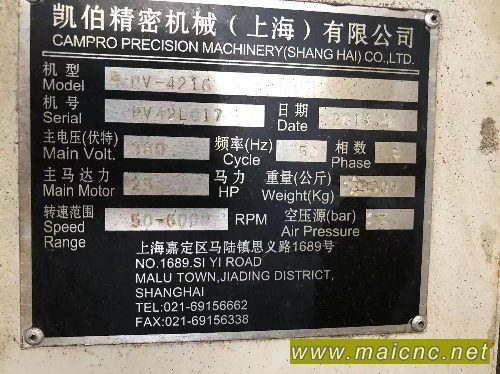 凯伯精密机械(上海)有限公司
CAMPRO PRECISION MACHINERY(SHANG HAI) CO.,LTD.
机型
Model
机号 日期
Serial Date
主电压(伏特) 380 频率(Hz) 50 相数
Main Volt. Cycle Phase
主马达力 25 马力 重量(公斤)
Main Motor HP Weight(Kg)
转速范围 50-6000 RPM 空压源(bar)
Speed Range Air Pressure
上海嘉定区马陆镇思义路1689号
NO.1689.SI YI ROAD
MALU TOWN,JIADING DISTRICT,
SHANGHAI
TEL:021-69156662
FAX:021-69156338
www.maicnc.net